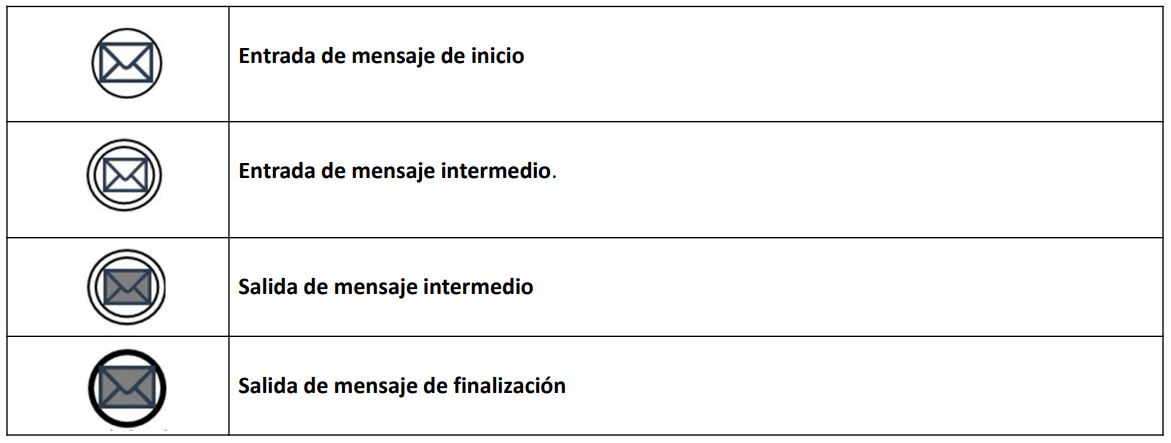 Entrada de mensaje de inicio
Entrada de mensaje intermedio.
Salida de mensaje intermedio
Salida de mensaje de finalización